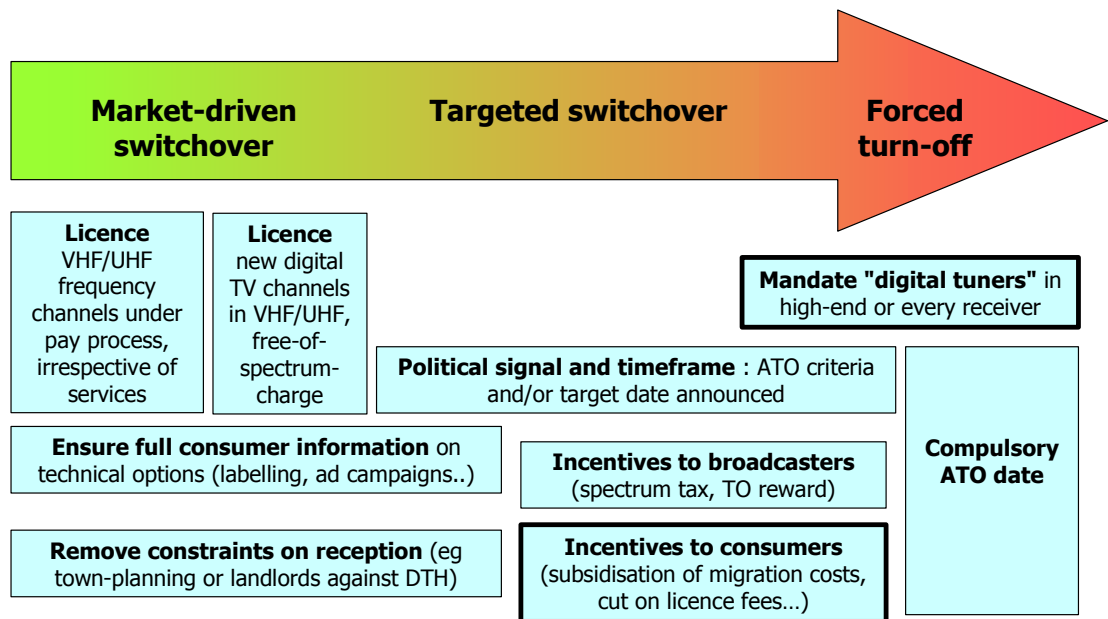 Market-driven
switchover
Targeted switchover
Forced
turn-off
Licence
VHF/UHF
frequency
channels under
pay process,
irrespective of
services
Licence
new digital
TV channels
in VHF/UHF,
free-of-
spectrum-
charge
Mandate "digital tuners" in
high-end or every receiver
Political signal and timeframe : ATO criteria
and/or target date announced
Ensure full consumer information on
technical options (labelling, ad campaigns..)
Incentives to broadcasters
(spectrum tax, TO reward)
Compulsory
ATO date
Remove constraints on reception (eg
town-planning or landlords against DTH)
Incentives to consumers
(subsidisation of migration costs,
cut on licence fees…)